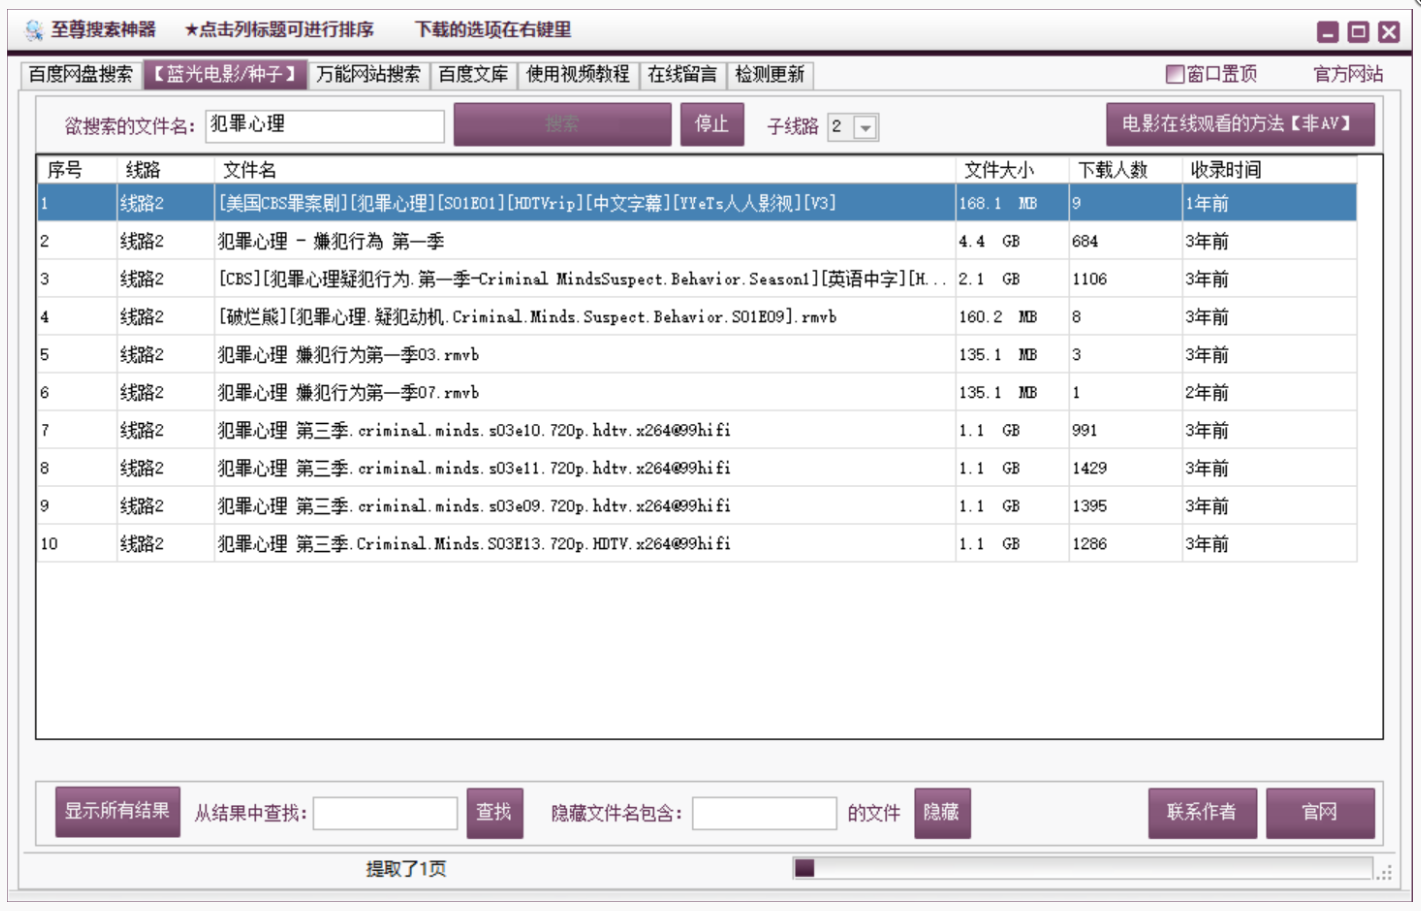 至尊搜索神器 ★点击列标题可进行排序 下载的选项在右键里
百度网盘搜索 【蓝光电影/种子】 万能网站搜索 百度文库 使用视频教程 在线留言 检测更新 窗口置顶 官方网站
欲搜索的文件名: 犯罪心理 搜索 停止 子线路 2 电影在线观看的方法【非AV】
序号 线路 文件名 文件大小 下载人数 收录时间
1 线路2 [美国CBS罪案剧][犯罪心理][S01E01][HDTVrip][中文字幕][YYeTs人人影视][V3] 168.1 MB 9 1年前
2 线路2 犯罪心理 - 嫌犯行為 第一季 4.4 GB 684 3年前
3 线路2 [CBS][犯罪心理疑犯行为.第一季-Criminal MindsSuspect.Behavior.Season1][英语中字][H... 2.1 GB 1106 3年前
4 线路2 [破烂熊][犯罪心理.疑犯动机.Criminal.Minds.Suspect.Behavior.S01E09].rmvb 160.2 MB 8 3年前
5 线路2 犯罪心理 嫌犯行为第一季03.rmvb 135.1 MB 3 3年前
6 线路2 犯罪心理 嫌犯行为第一季07.rmvb 135.1 MB 1 2年前
7 线路2 犯罪心理 第三季.criminal.minds.s03e10.720p.hdtv.x264@99hifi 1.1 GB 991 3年前
8 线路2 犯罪心理 第三季.criminal.minds.s03e11.720p.hdtv.x264@99hifi 1.1 GB 1429 3年前
9 线路2 犯罪心理 第三季.criminal.minds.s03e09.720p.hdtv.x264@99hifi 1.1 GB 1395 3年前
10 线路2 犯罪心理 第三季.Criminal.Minds.S03E13.720p.HDTV.x264@99hifi 1.1 GB 1286 3年前
显示所有结果 从结果中查找: 查找 隐藏文件名包含: 的文件 隐藏 联系作者 官网
提取了1页